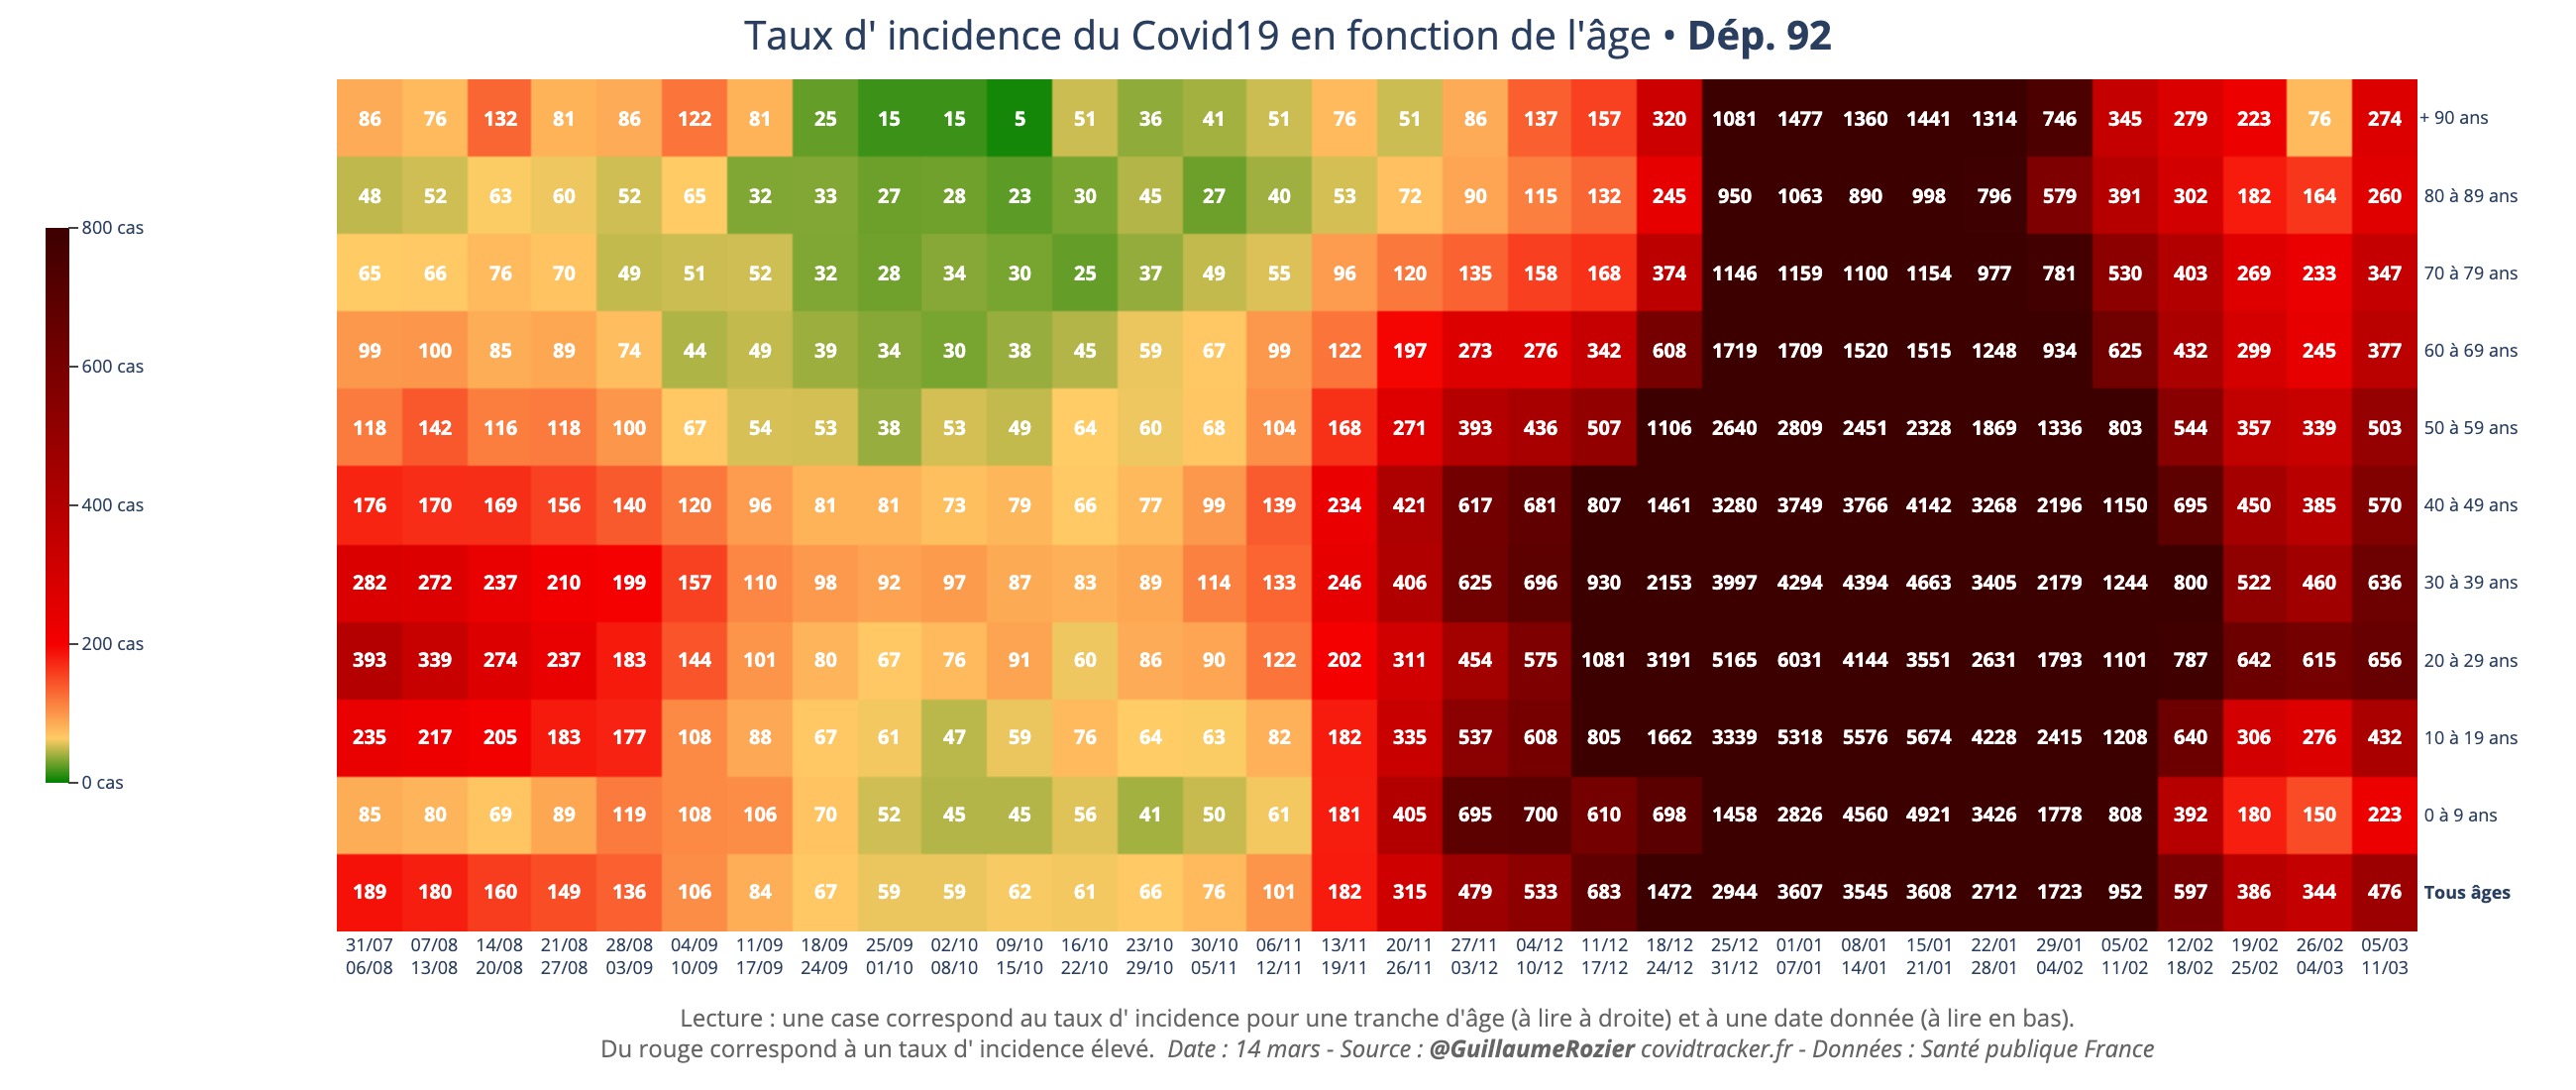 Taux d' incidence du Covid19 en fonction de l'âge • Dép. 92
86 76 132 81 86 122 81 25 15 15 5 51 36 41 51 76 51 86 137 157 320 1081 1477 1360 1441 1314 746 345 279 223 76 274 + 90 ans
48 52 63 60 52 65 32 33 27 28 23 30 45 27 40 53 72 90 115 132 245 950 1063 890 998 796 579 391 302 182 164 260 80 à 89 ans
800 cas
65 66 76 70 49 51 52 32 28 34 30 25 37 49 55 96 120 135 158 168 374 1146 1159 1100 1154 977 781 530 403 269 233 347 70 à 79 ans
99 100 85 89 74 44 49 39 34 30 38 45 59 67 99 122 197 273 276 342 608 1719 1709 1520 1515 1248 934 625 432 299 245 377 60 à 69 ans
600 cas
118 142 116 118 100 67 54 53 38 53 49 64 60 68 104 168 271 393 436 507 1106 2640 2809 2451 2328 1869 1336 803 544 357 339 503 50 à 59 ans
400 cas
176 170 169 156 140 120 96 81 81 73 79 66 77 99 139 234 421 617 681 807 1461 3280 3749 3766 4142 3268 2196 1150 695 450 385 570 40 à 49 ans
282 272 237 210 199 157 110 98 92 97 87 83 89 114 133 246 406 625 696 930 2153 3997 4294 4394 4663 3405 2179 1244 800 522 460 636 30 à 39 ans
200 cas
393 339 274 237 183 144 101 80 67 76 91 60 86 90 122 202 311 454 575 1081 3191 5165 6031 4144 3551 2631 1793 1101 787 642 615 656 20 à 29 ans
235 217 205 183 177 108 88 67 61 47 59 76 64 63 82 182 335 537 608 805 1662 3339 5318 5576 5674 4228 2415 1208 640 306 276 432 10 à 19 ans
0 cas
85 80 69 89 119 108 106 70 52 45 45 56 41 50 61 181 405 695 700 610 698 1458 2826 4560 4921 3426 1778 808 392 180 150 223 0 à 9 ans
189 180 160 149 136 106 84 67 59 59 62 61 66 76 101 182 315 479 533 683 1472 2944 3607 3545 3608 2712 1723 952 597 386 344 476 Tous âges
31/07 07/08 14/08 21/08 28/08 04/09 11/09 18/09 25/09 02/10 09/10 16/10 23/10 30/10 06/11 13/11 20/11 27/11 04/12 11/12 18/12 25/12 01/01 08/01 15/01 22/01 29/01 05/02 12/02 19/02 26/02 05/03
06/08 13/08 20/08 27/08 03/09 10/09 17/09 24/09 01/10 08/10 15/10 22/10 29/10 05/11 12/11 19/11 26/11 03/12 10/12 17/12 24/12 31/12 07/01 14/01 21/01 28/01 04/02 11/02 18/02 25/02 04/03 11/03
Lecture : une case correspond au taux d' incidence pour une tranche d'âge (à lire à droite) et à une date donnée (à lire en bas).
Du rouge correspond à un taux d' incidence élevé. Date : 14 mars - Source : @GuillaumeRozier covidtracker.fr - Données : Santé publique France